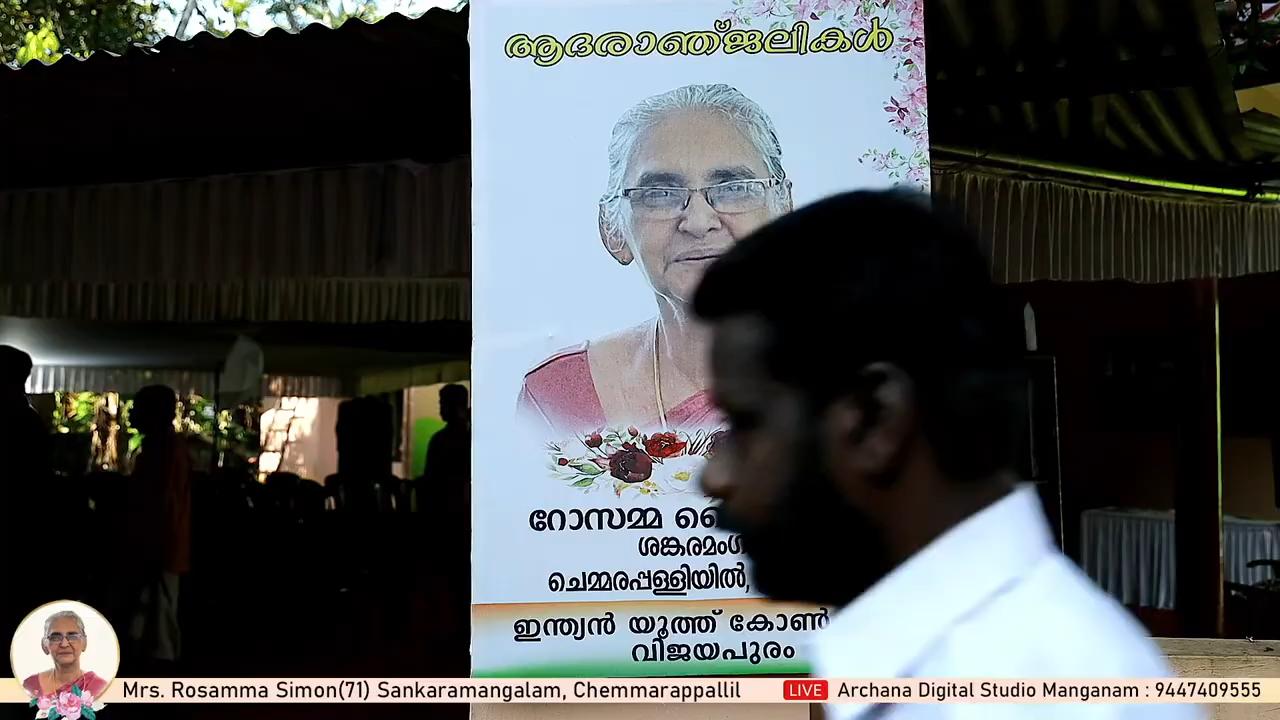 ആദരാഞ്ജലികൾ
റോസമ്മ
ശങ്കരമംഗ
ചെമ്മരപ്പള്ളിയിൽ,
ഇന്ത്യൻ യൂത്ത് കോൺ
വിജയപുരം
Mrs. Rosamma Simon(71) Sankaramangalam, Chemmarappallil
LIVE Archana Digital Studio Manganam : 9447409555